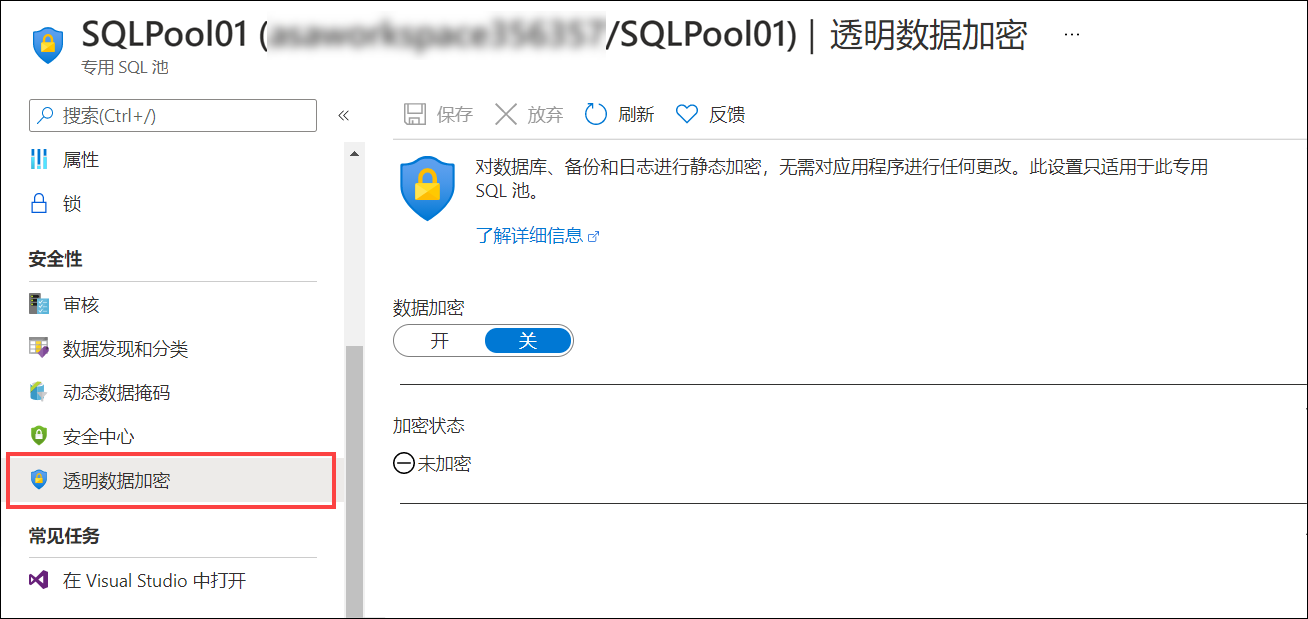 SQLPool01 (/SQLPool01) | 透明数据加密 ...
专用 SQL 池
搜索(Ctrl+/)
«
属性
锁
安全性
审核
数据发现和分类
动态数据掩码
安全中心
透明数据加密
常见任务
在 Visual Studio 中打开
保存 放弃 刷新 反馈
对数据库、备份和日志进行静态加密，无需对应用程序进行任何更改。此设置只适用于此专用
SQL 池。
了解详细信息
数据加密
开 关
加密状态
未加密